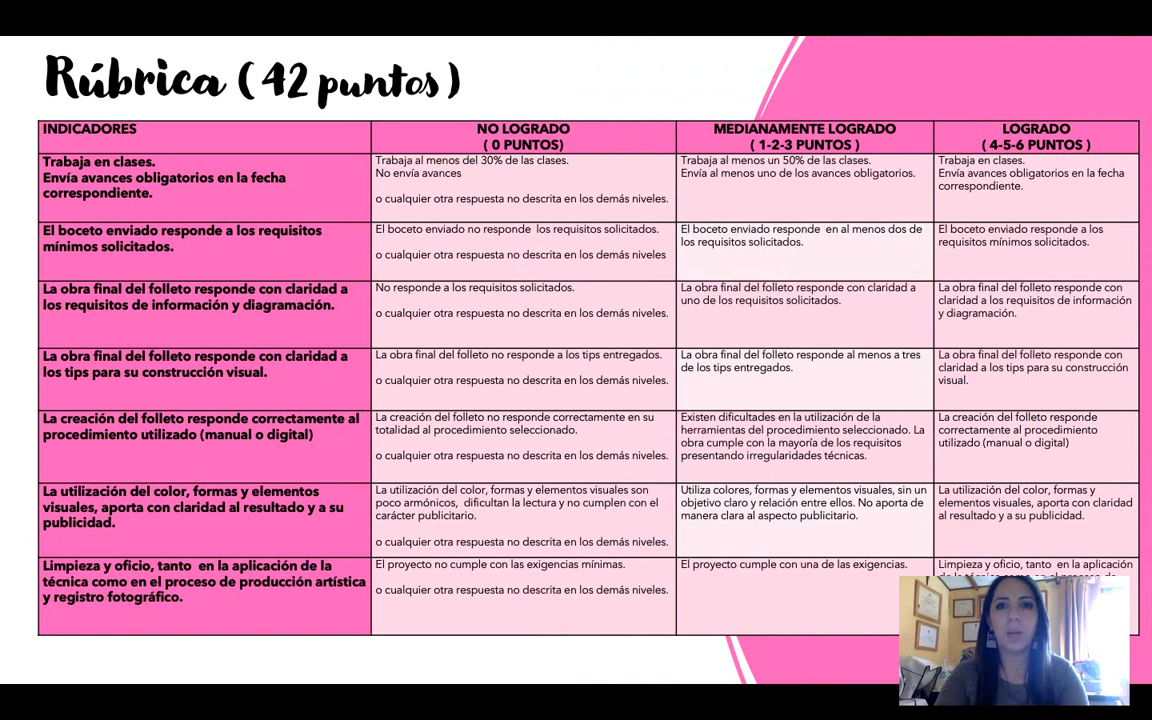 Rúbrica ( 42 puntos )
INDICADORES
NO LOGRADO
( 0 PUNTOS)
MEDIANAMENTE LOGRADO
( 1-2-3 PUNTOS )
LOGRADO
( 4-5-6 PUNTOS )
Trabaja en clases.
Envía avances obligatorios en la fecha
correspondiente.
Trabaja al menos del 30% de las clases.
No envía avances
o cualquier otra respuesta no descrita en los demás niveles.
Trabaja al menos un 50% de las clases.
Envía al menos uno de los avances obligatorios.
Trabaja en clases.
Envía avances obligatorios en la fecha
correspondiente.
El boceto enviado responde a los requisitos
mínimos solicitados.
El boceto enviado no responde  los requisitos solicitados.
o cualquier otra respuesta no descrita en los demás niveles
El boceto enviado responde  en al menos dos de
los requisitos solicitados.
El boceto enviado responde a los
requisitos mínimos solicitados.
La obra final del folleto responde con claridad a
los requisitos de información y diagramación.
No responde a los requisitos solicitados.
o cualquier otra respuesta no descrita en los demás niveles.
La obra final del folleto responde con claridad a
uno de los requisitos solicitados.
La obra final del folleto responde con
claridad a los requisitos de información
y diagramación.
La obra final del folleto responde con claridad a
los tips para su construcción visual.
La obra final del folleto no responde a los tips entregados.
o cualquier otra respuesta no descrita en los demás niveles.
La obra final del folleto responde al menos a tres
de los tips entregados.
La obra final del folleto responde con
claridad a los tips para su construcción
visual.
La creación del folleto responde correctamente al
procedimiento utilizado (manual o digital)
La creación del folleto no responde correctamente en su
totalidad al procedimiento seleccionado.
o cualquier otra respuesta no descrita en los demás niveles.
Existen dificultades en la utilización de la
herramientas del procedimiento seleccionado. La
obra cumple con la mayoría de los requisitos
presentando irregularidades técnicas.
La creación del folleto responde
correctamente al procedimiento
utilizado (manual o digital)
La utilización del color, formas y elementos
visuales, aporta con claridad al resultado y a su
publicidad.
La utilización del color, formas y elementos visuales son
poco armónicos,  dificultan la lectura y no cumplen con el
carácter publicitario.
o cualquier otra respuesta no descrita en los demás niveles.
Utiliza colores, formas y elementos visuales, sin un
objetivo claro y relación entre ellos. No aporta de
manera clara al aspecto publicitario.
La utilización del color, formas y
elementos visuales, aporta con claridad
al resultado y a su publicidad.
Limpieza y oficio, tanto  en la aplicación de la
técnica como en el proceso de producción artística
y registro fotográfico.
El proyecto no cumple con las exigencias mínimas.
o cualquier otra respuesta no descrita en los demás niveles.
El proyecto cumple con una de las exigencias.
Limpieza y oficio, tanto  en la aplicación